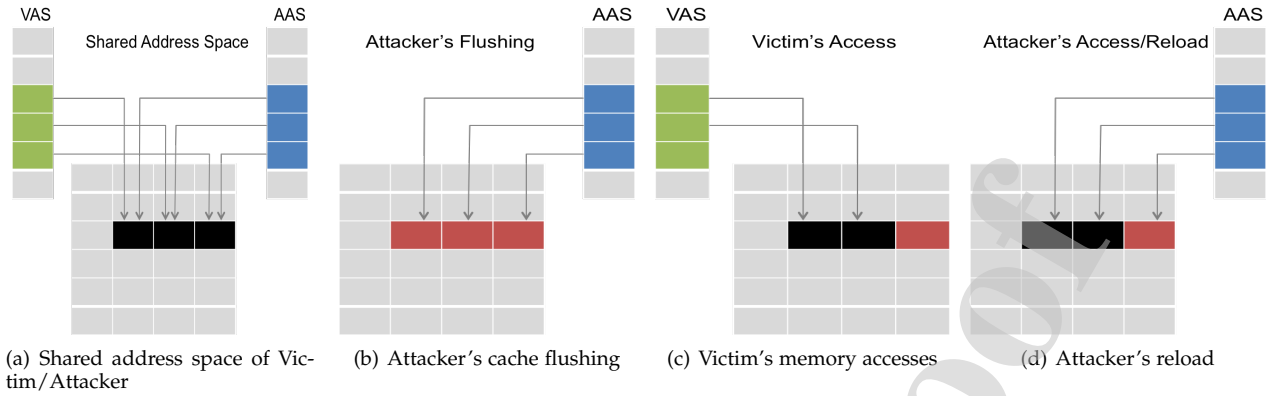 VAS AAS AAS VAS AAS
Shared Address Space Attacker's Flushing Victim's Access Attacker's Access/Reload
(a) Shared address space of Vic-
tim/Attacker
(b) Attacker's cache flushing
(c) Victim's memory accesses
(d) Attacker's reload